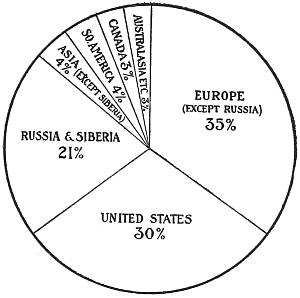 EUROPE
(EXCEPT RUSSIA)
35%
UNITED STATES
30%
RUSSIA & SIBERIA
21%
ASIA
(EXCEPT SIBERIA)
4%
SO. AMERICA 4%
CANADA 3%
AUSTRALASIA ETC. 3%